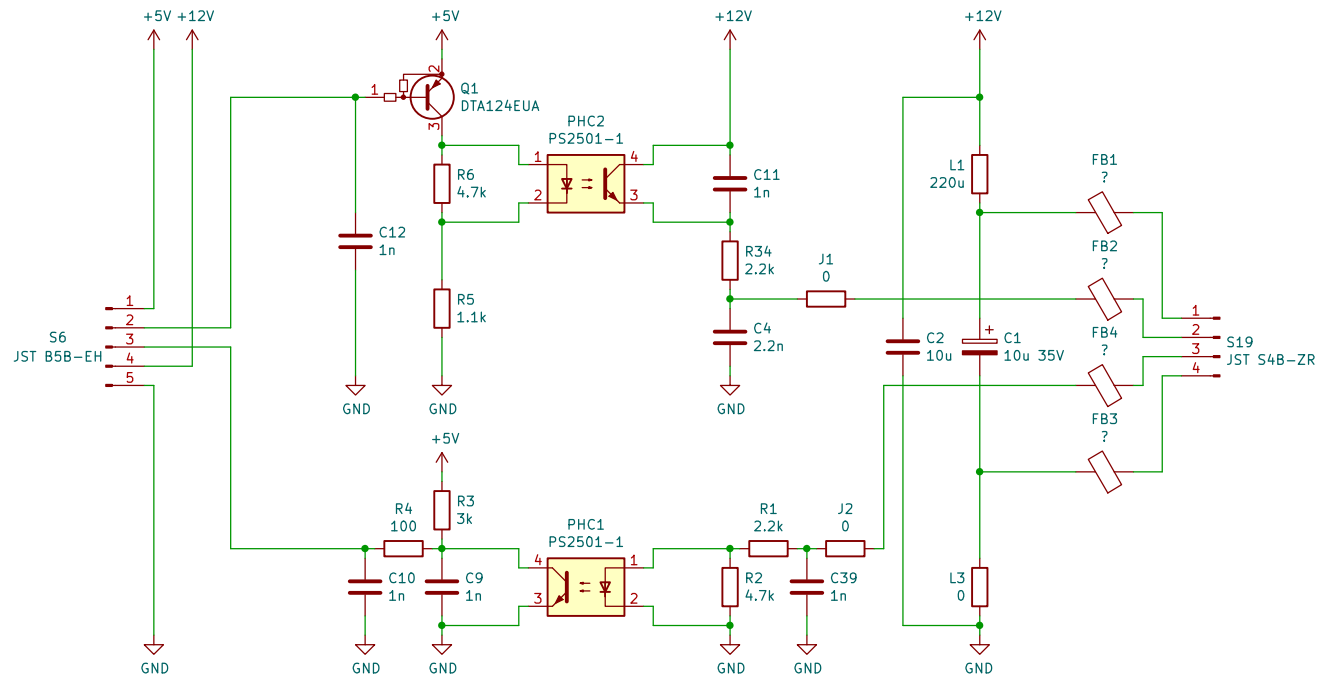 +5V +12V
+5V
+12V
+12V
2
1
Q1
DTA124EUA
3
PHC2
PS2501-1
1
4
2
3
R6
4.7k
C11
1n
L1
220u
FB1
?
C12
1n
R34
2.2k
J1
0
FB2
?
R5
1.1k
C4
2.2n
C2
10u
+
C1
10u 35V
FB4
?
S6
JST B5B-EH
1
2
3
4
5
1
2
3
4
S19
JST S4B-ZR
GND
GND
GND
FB3
?
+5V
R4
100
R3
3k
PHC1
PS2501-1
4
1
3
2
R1
2.2k
J2
0
C10
1n
C9
1n
R2
4.7k
C39
1n
L3
0
GND
GND
GND
GND
GND
GND